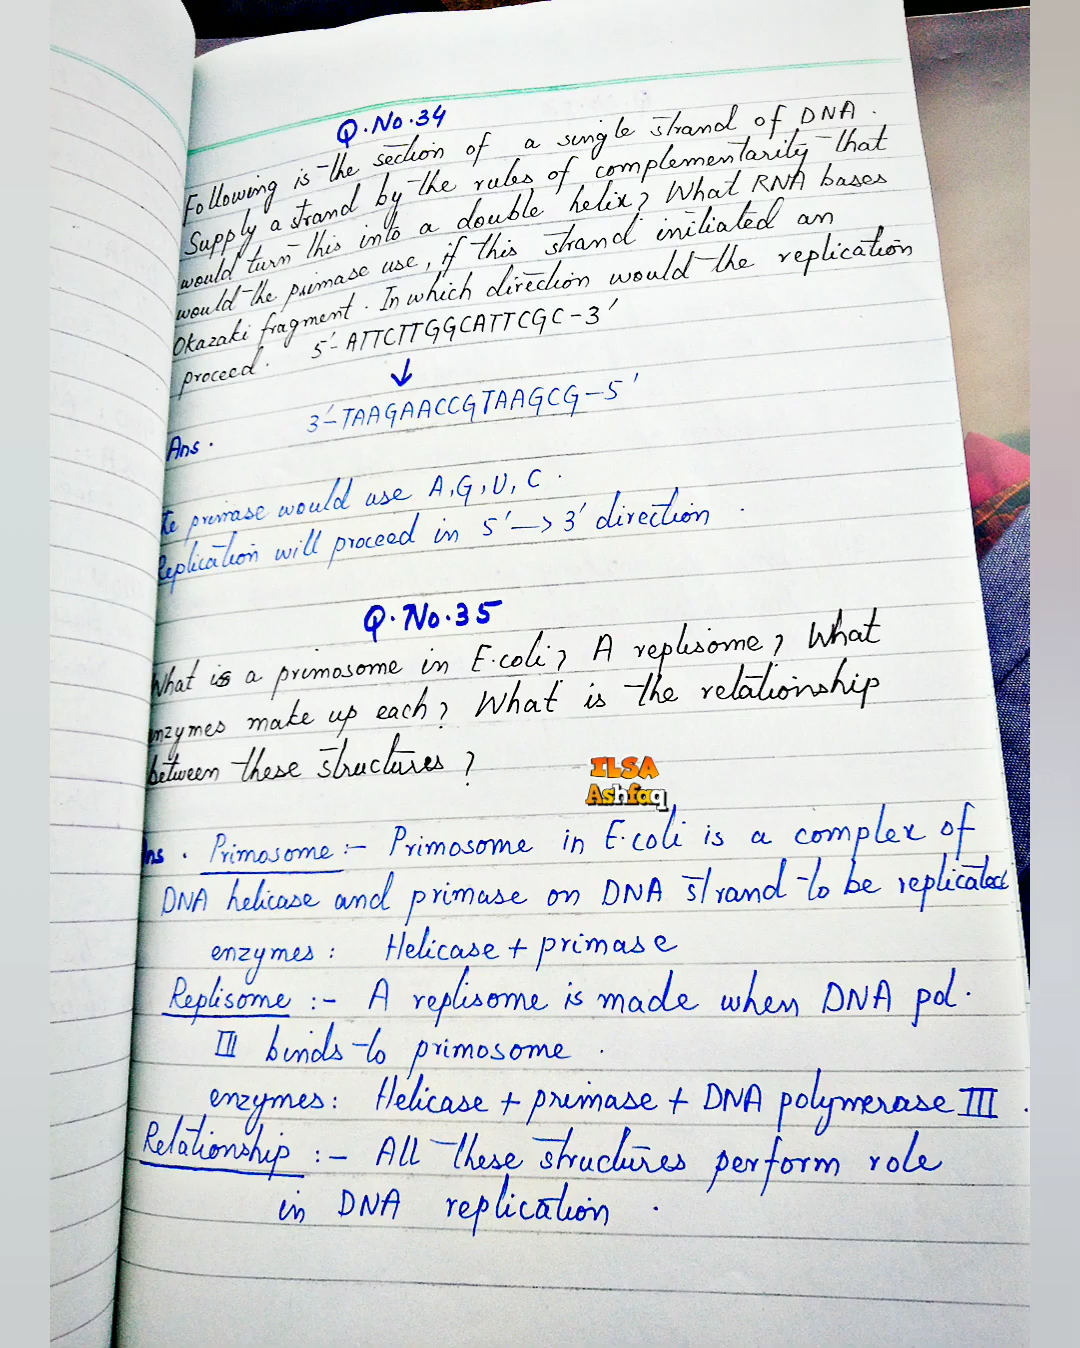 Q.No.34
Following is the section of a single strand of DNA.
Supply a strand by the rules of complementarity that
would turn this into a double helix? What RNA bases
would the primase use, if this strand initiated an
Okazaki fragment. In which direction would the replication
proceed.
5'- ATTCTTGGCATTCGC-3'
↓
3'-TAAGAACCGTAAGCG-5'
Ans.
primase would use A,G,U,C.
Replication will proceed in 5'—>3' direction.
Q.No.35
What is a primosome in E.coli? A replisome? What
enzymes make up each? What is the relationship
between these structures?
ILSA
Ashfaq
Ans. Primosome:- Primosome in E.coli is a complex of
DNA helicase and primase on DNA strand to be replicated
enzymes: Helicase + primase
Replisome :- A replisome is made when DNA pol.
III binds to primosome.
enzymes: Helicase + primase + DNA polymerase III.
Relationship :- All these structures perform role
in DNA replication.